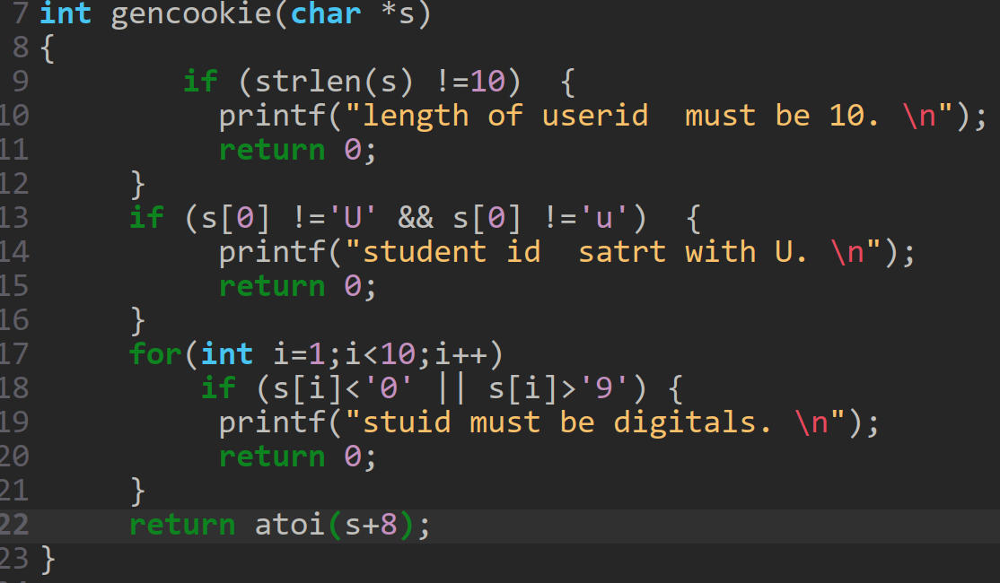 7 int gencookie(char *s)
8 {
9         if (strlen(s) !=10)  {
10           printf("length of userid  must be 10. \n");
11           return 0;
12      }
13      if (s[0] !='U' && s[0] !='u')  {
14           printf("student id  satrt with U. \n");
15           return 0;
16      }
17      for(int i=1;i<10;i++)
18          if (s[i]<'0' || s[i]>'9') {
19           printf("stuid must be digitals. \n");
20           return 0;
21      }
22      return atoi(s+8);
23 }